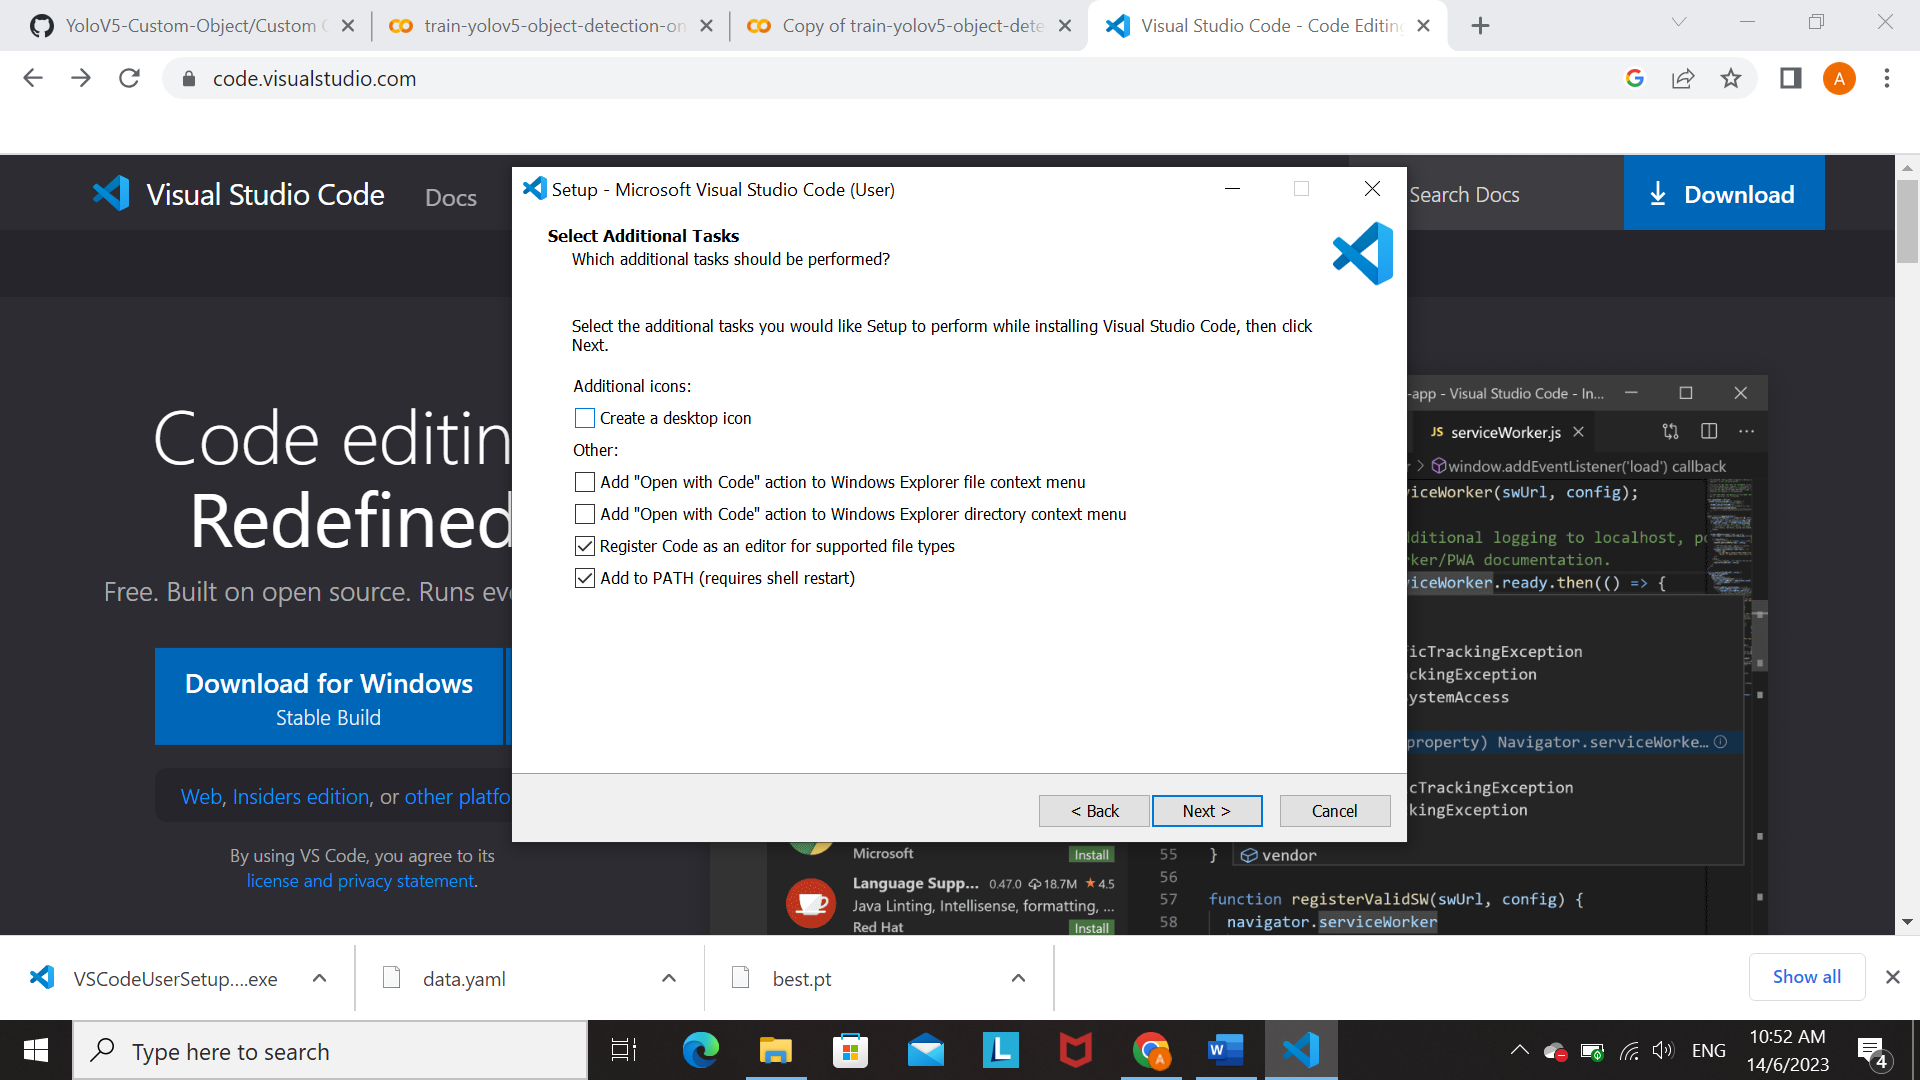 YoloV5-Custom-Object/Custom
train-yolov5-object-detection-on
Copy of train-yolov5-object-dete
Visual Studio Code - Code Editing
code.visualstudio.com
A
Visual Studio Code
Docs
Search Docs
Download
Setup - Microsoft Visual Studio Code (User)
Select Additional Tasks
Which additional tasks should be performed?
Select the additional tasks you would like Setup to perform while installing Visual Studio Code, then click
Next.
Additional icons:
Create a desktop icon
Other:
Add "Open with Code" action to Windows Explorer file context menu
Add "Open with Code" action to Windows Explorer directory context menu
Register Code as an editor for supported file types
Add to PATH (requires shell restart)
< Back
Next >
Cancel
Code editin
Redefined
Free. Built on open source. Runs eve
Download for Windows
Stable Build
Web, Insiders edition, or other platfo
By using VS Code, you agree to its
license and privacy statement.
-app - Visual Studio Code - In...
JS serviceWorker.js
window.addEventListener('load') callback
viceWorker(swUrl, config);
dditional logging to localhost, po
rker/PWA documentation.
viceWorker.ready.then(() => {
icTrackingException
ckingException
ystemAccess
property) Navigator.serviceWorke…
cTrackingException
kingException
vendor
Microsoft
Install
Language Supp... 0.47.0 18.7M 4.5
Java Linting, Intellisense, formatting, ...
Red Hat
Install
55 }
56
57 function registerValidSW(swUrl, config) {
58 navigator.serviceWorker
VSCodeUserSetup....exe
data.yaml
best.pt
Show all
Type here to search
L
W
A
ENG
10:52 AM
14/6/2023
4